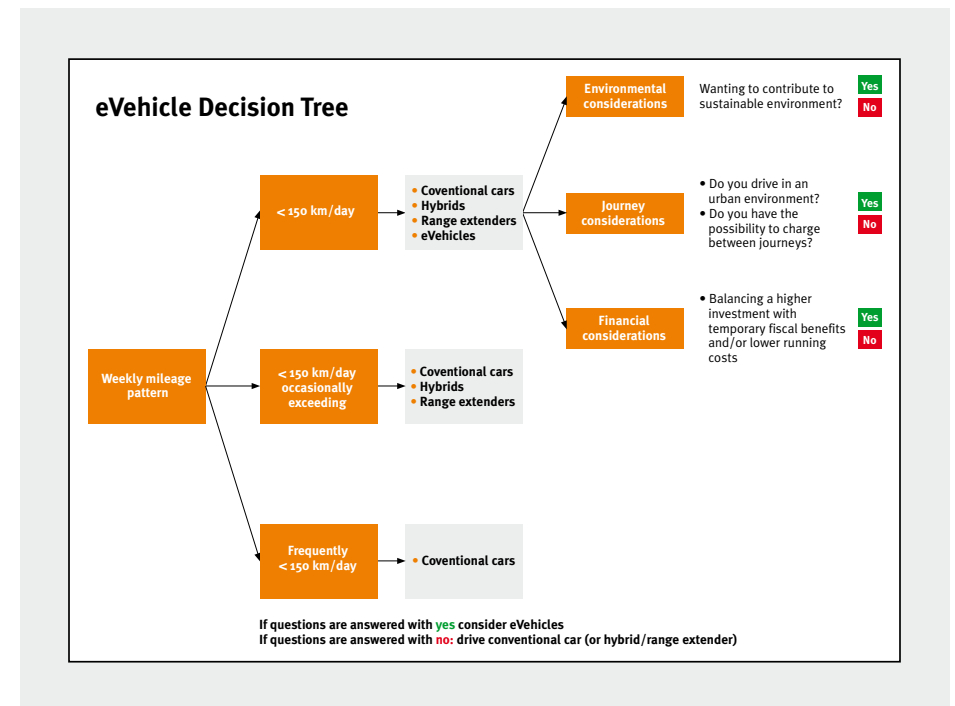 eVehicle Decision Tree
Environmental
considerations
Wanting to contribute to
sustainable environment?
Yes
No
< 150 km/day
• Coventional cars
• Hybrids
• Range extenders
• eVehicles
Journey
considerations
• Do you drive in an
urban environment?
• Do you have the
possibility to charge
between journeys?
Yes
No
Financial
considerations
• Balancing a higher
investment with
temporary fiscal benefits
and/or lower running
costs
Yes
No
Weekly mileage
pattern
< 150 km/day
occasionally
exceeding
• Coventional cars
• Hybrids
• Range extenders
Frequently
< 150 km/day
• Coventional cars
If questions are answered with yes consider eVehicles
If questions are answered with no: drive conventional car (or hybrid/range extender)